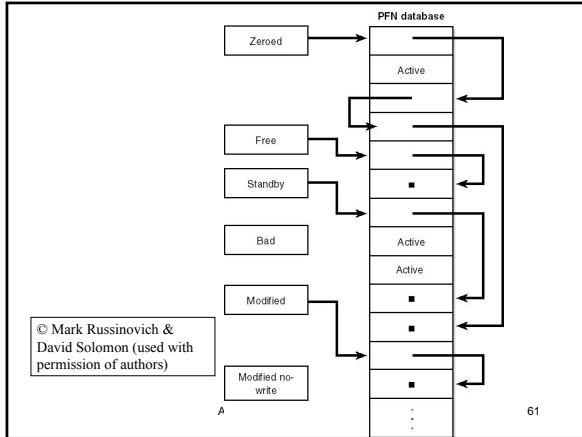 PFN database
Zeroed
Active
Free
Standby
Bad
Active
Active
Modified
© Mark Russinovich &
David Solomon (used with
permission of authors)
Modified no-
write
A
61